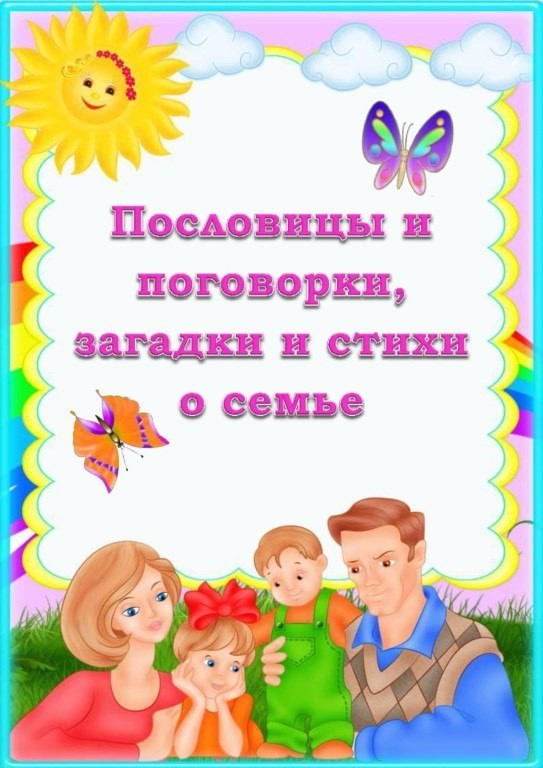 Пословицы и
поговорки,
загадки и стихи
о семье